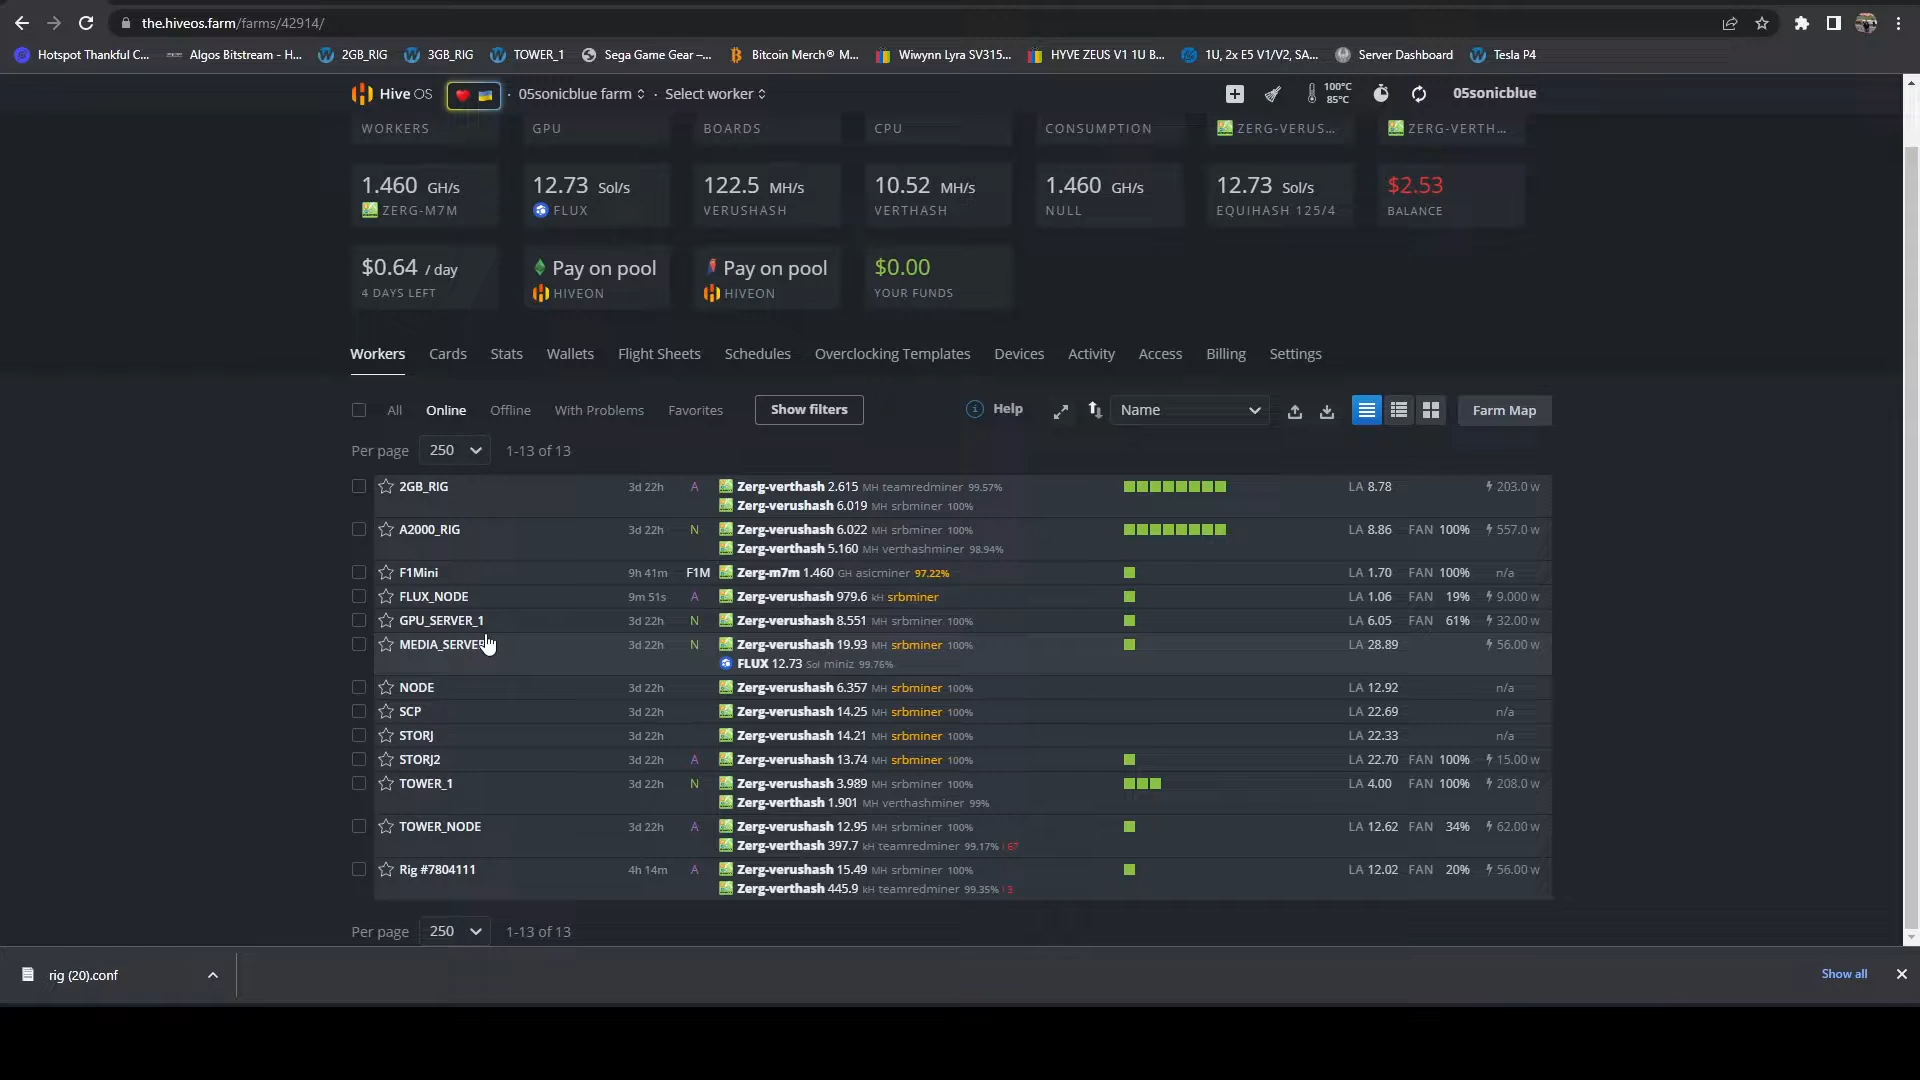 the.hiveos.farm/farms/42914/
Hotspot Thankful C... Algos Bitstream - H... 2GB_RIG 3GB_RIG TOWER_1 Sega Game Gear –... Bitcoin Merch® M... Wiwynn Lyra SV315... HYVE ZEUS V1 1U B... 1U, 2x E5 V1/V2, SA... Server Dashboard Tesla P4
Hive OS · 05sonicblue farm · Select worker 100°C 05sonicblue
85°C
WORKERS GPU BOARDS CPU CONSUMPTION ZERG-VERUS... ZERG-VERTH...
1.460 GH/s 12.73 Sol/s 122.5 MH/s 10.52 MH/s 1.460 GH/s 12.73 Sol/s $2.53
ZERG-M7M FLUX VERUSHASH VERTHASH NULL EQUIHASH 125/4 BALANCE
$0.64 / day Pay on pool Pay on pool $0.00
4 DAYS LEFT HIVEON HIVEON YOUR FUNDS
Workers Cards Stats Wallets Flight Sheets Schedules Overclocking Templates Devices Activity Access Billing Settings
All Online Offline With Problems Favorites Show filters Help Name Farm Map
Per page 250 1-13 of 13
2GB_RIG 3d 22h A Zerg-verthash 2.615 MH teamredminer 99.57% LA 8.78 203.0 w
Zerg-verushash 6.019 MH srbminer 100%
A2000_RIG 3d 22h N Zerg-verushash 6.022 MH srbminer 100% LA 8.86 FAN 100% 557.0 w
Zerg-verthash 5.160 MH verthashminer 98.94%
F1Mini 9h 41m F1M Zerg-m7m 1.460 GH asicminer 97.22% LA 1.70 FAN 100% n/a
FLUX_NODE 9m 51s A Zerg-verushash 979.6 kH srbminer LA 1.06 FAN 19% 9.000 w
GPU_SERVER_1 3d 22h N Zerg-verushash 8.551 MH srbminer 100% LA 6.05 FAN 61% 32.00 w
MEDIA_SERVE 3d 22h N Zerg-verushash 19.93 MH srbminer 100% LA 28.89 56.00 w
FLUX 12.73 Sol miniz 99.76%
NODE 3d 22h Zerg-verushash 6.357 MH srbminer 100% LA 12.92 n/a
SCP 3d 22h Zerg-verushash 14.25 MH srbminer 100% LA 22.69 n/a
STORJ 3d 22h Zerg-verushash 14.21 MH srbminer 100% LA 22.33 n/a
STORJ2 3d 22h A Zerg-verushash 13.74 MH srbminer 100% LA 22.70 FAN 100% 15.00 w
TOWER_1 3d 22h N Zerg-verushash 3.989 MH srbminer 100% LA 4.00 FAN 100% 208.0 w
Zerg-verthash 1.901 MH verthashminer 99%
TOWER_NODE 3d 22h A Zerg-verushash 12.95 MH srbminer 100% LA 12.62 FAN 34% 62.00 w
Zerg-verthash 397.7 kH teamredminer 99.17% 67
Rig #7804111 4h 14m A Zerg-verushash 15.49 MH srbminer 100% LA 12.02 FAN 20% 56.00 w
Zerg-verthash 445.9 kH teamredminer 99.35% 3
Per page 250 1-13 of 13
rig (20).conf Show all